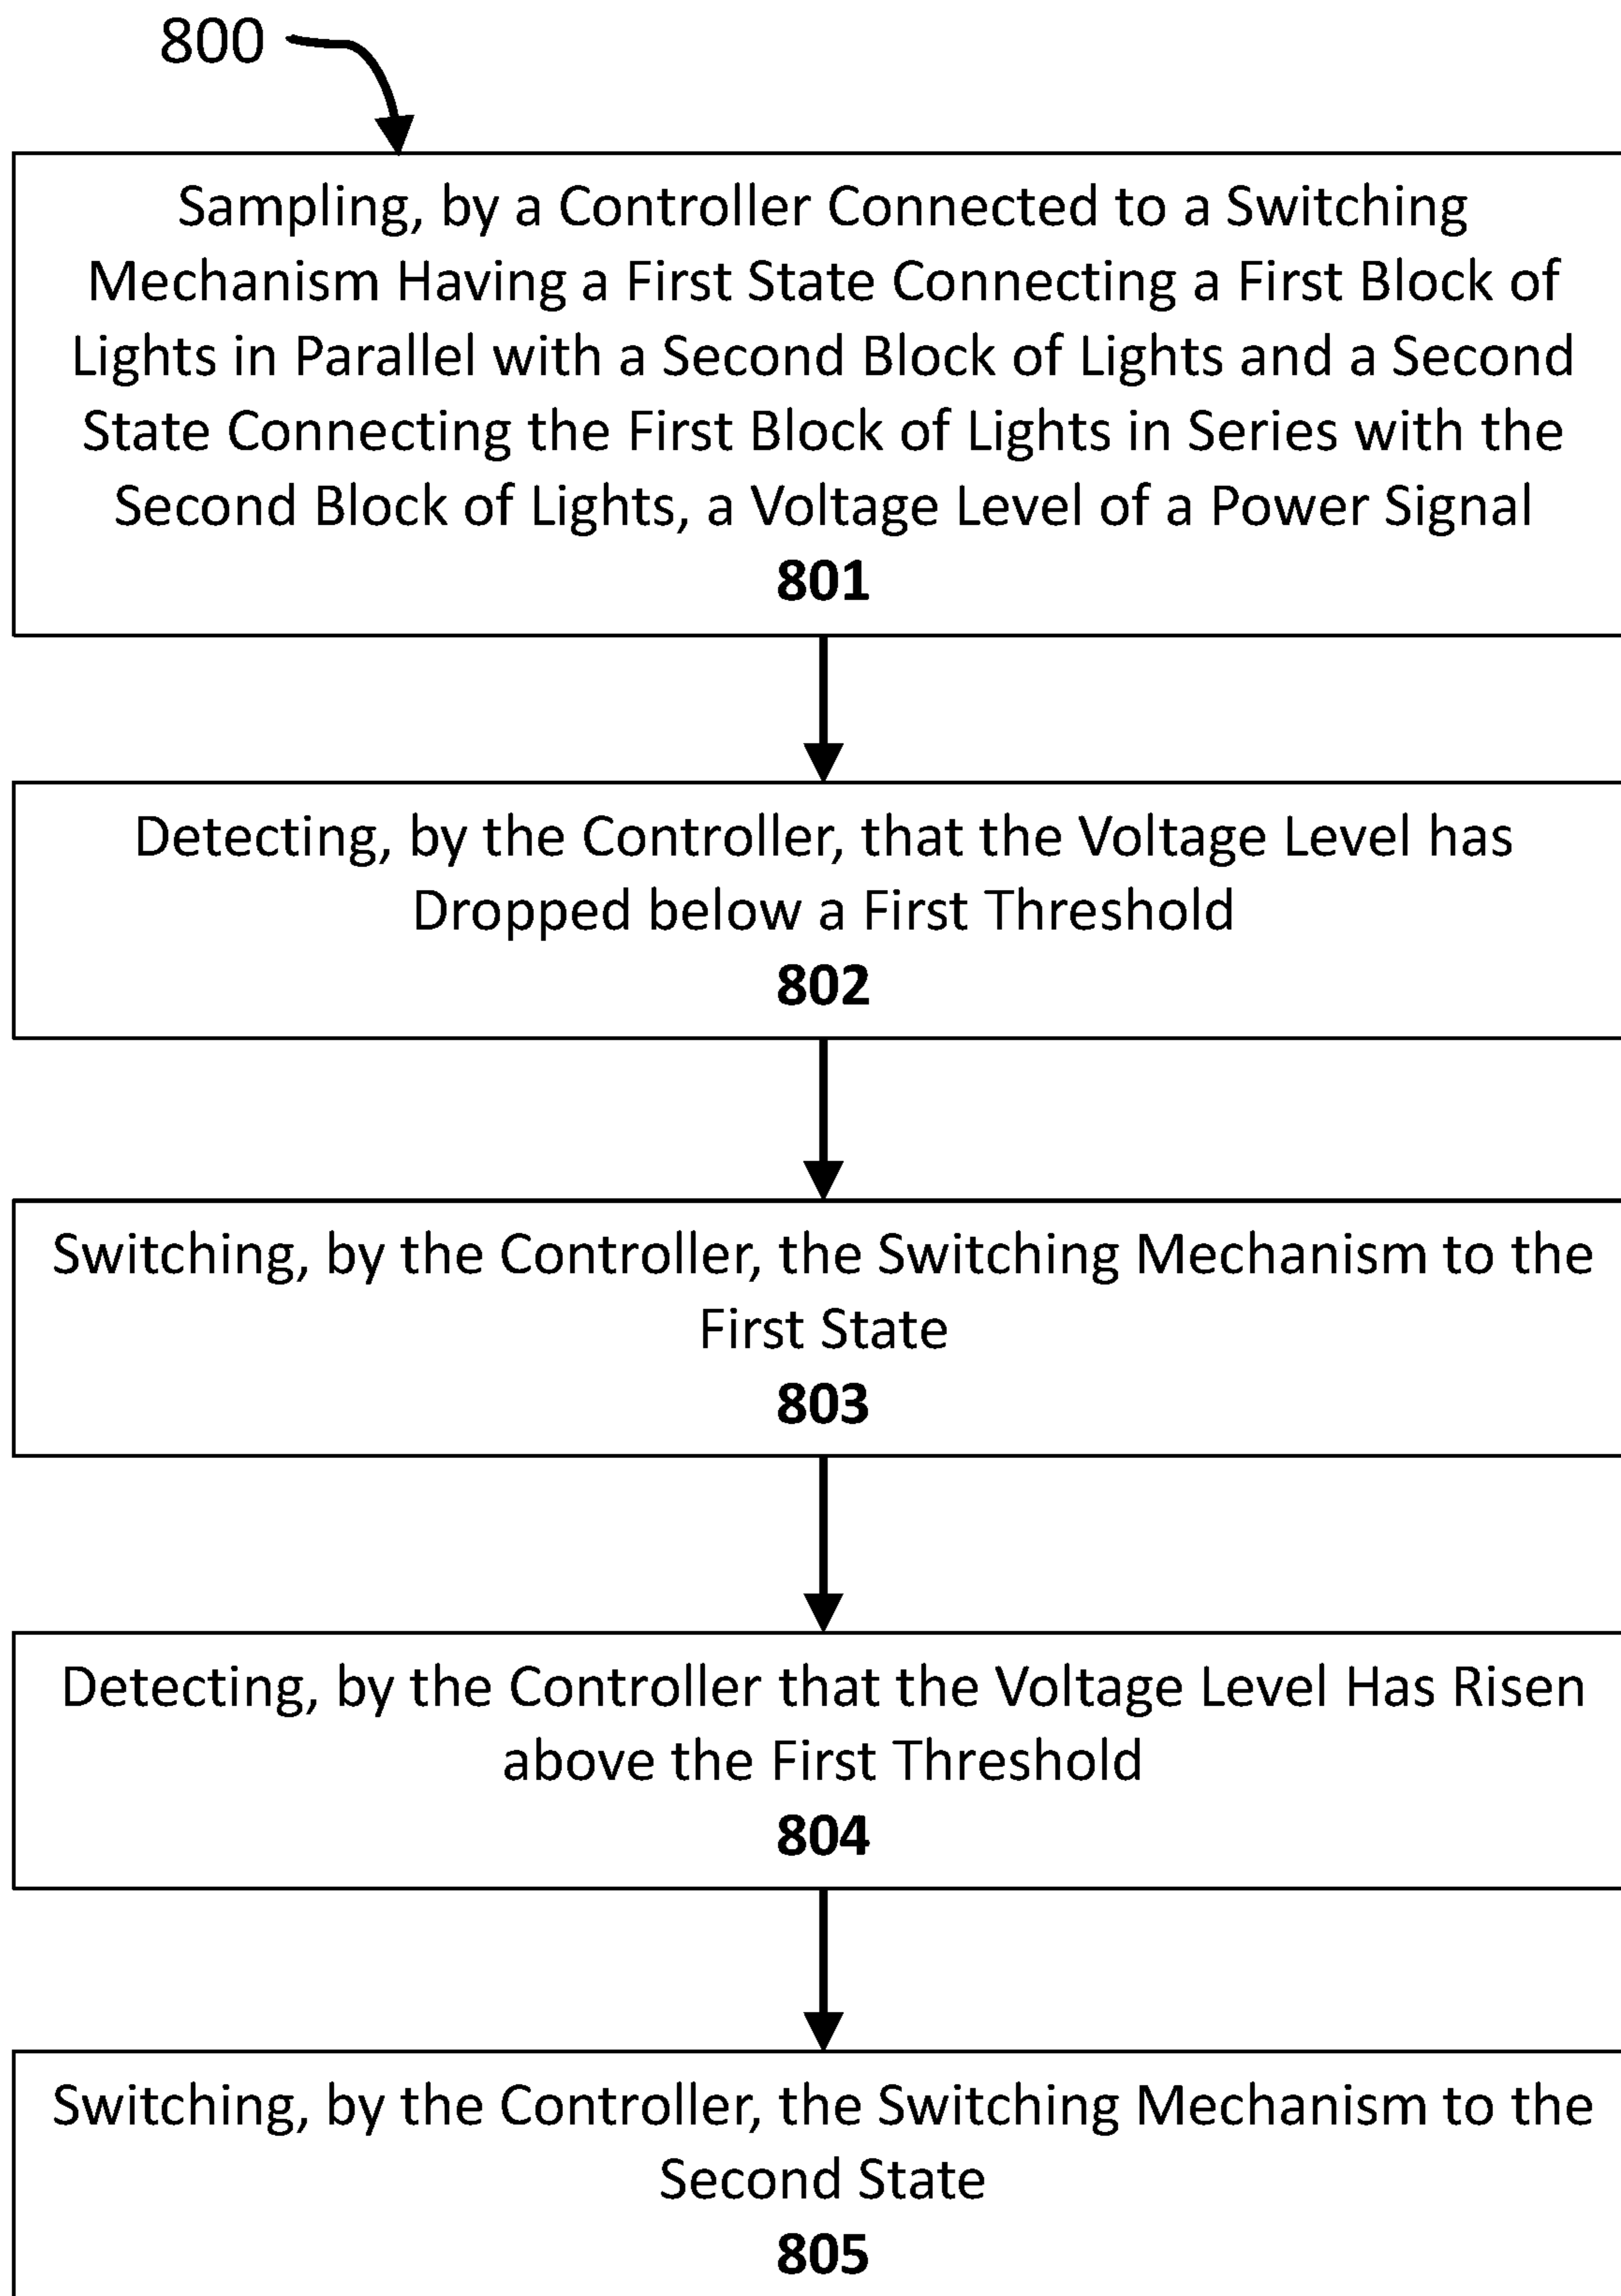 800
Sampling, by a Controller Connected to a Switching
Mechanism Having a First State Connecting a First Block of
Lights in Parallel with a Second Block of Lights and a Second
State Connecting the First Block of Lights in Series with the
Second Block of Lights, a Voltage Level of a Power Signal
801
Detecting, by the Controller, that the Voltage Level has
Dropped below a First Threshold
802
Switching, by the Controller, the Switching Mechanism to the
First State
803
Detecting, by the Controller that the Voltage Level Has Risen
above the First Threshold
804
Switching, by the Controller, the Switching Mechanism to the
Second State
805